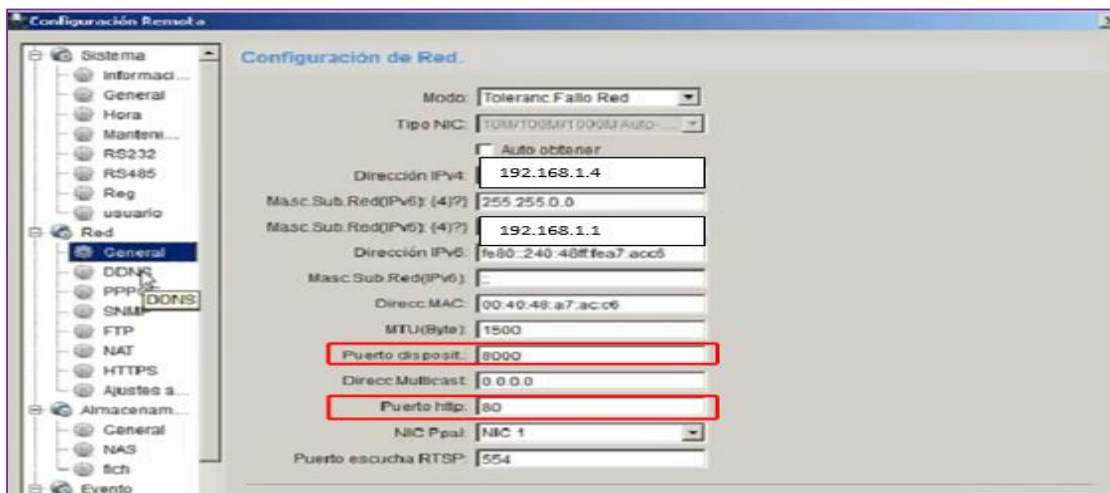 Configuración Remota
Sistema
Informaci...
General
Hora
Manteni...
RS232
RS485
Reg
usuario
Red
General
DDNS
PPP
DDNS
SNMP
FTP
NAT
HTTPS
Ajustes a...
Almacenam...
General
NAS
fich
Evento
Configuración de Red.
Modo: Toleranc.Fallo Red
Tipo NIC: 10M/100M/1000M Auto-...
Auto obtener
Dirección IPv4: 192.168.1.4
Masc.Sub.Red(IPv6): (4)?) 255.255.0.0
Masc.Sub.Red(IPv6): (4)?) 192.168.1.1
Dirección IPv6: fe80::240:48ff:fea7:acc6
Masc.Sub.Red(IPv6): ::
Direcc.MAC: 00:40:48:a7:ac:c6
MTU(Byte): 1500
Puerto disposit.: 8000
Direcc.Multicast: 0.0.0.0
Puerto http: 80
NIC Ppal: NIC 1
Puerto escucha RTSP: 554